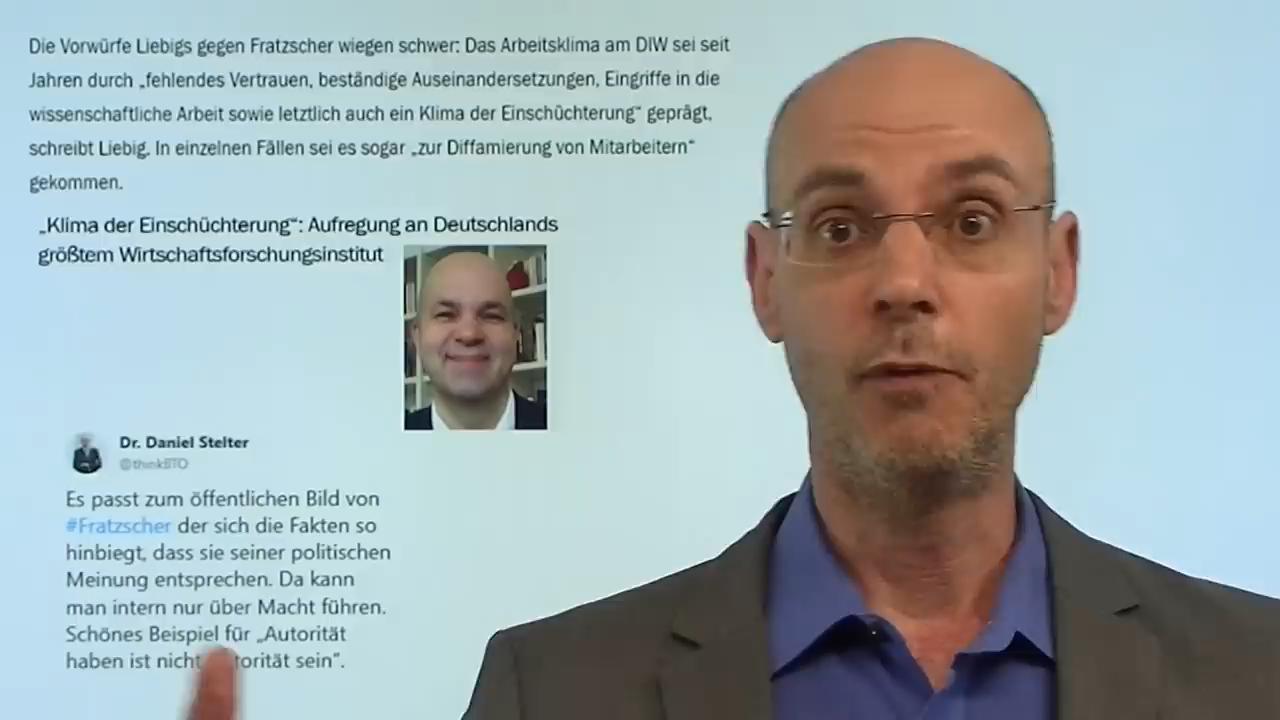 Die Vorwürfe Liebigs gegen Fratzscher wiegen schwer: Das Arbeitsklima am DIW sei seit
Jahren durch „fehlendes Vertrauen, beständige Auseinandersetzungen, Eingriffe in die
wissenschaftliche Arbeit sowie letztlich auch ein Klima der Einschüchterung“ geprägt,
schreibt Liebig. In einzelnen Fällen sei es sogar „zur Diffamierung von Mitarbeitern“
gekommen.
„Klima der Einschüchterung“: Aufregung an Deutschlands
größtem Wirtschaftsforschungsinstitut
Dr. Daniel Stelter
@thinkBTO
Es passt zum öffentlichen Bild von
#Fratzscher der sich die Fakten so
hinbiegt, dass sie seiner politischen
Meinung entsprechen. Da kann
man intern nur über Macht führen.
Schönes Beispiel für „Autorität
haben ist nicht sein“.